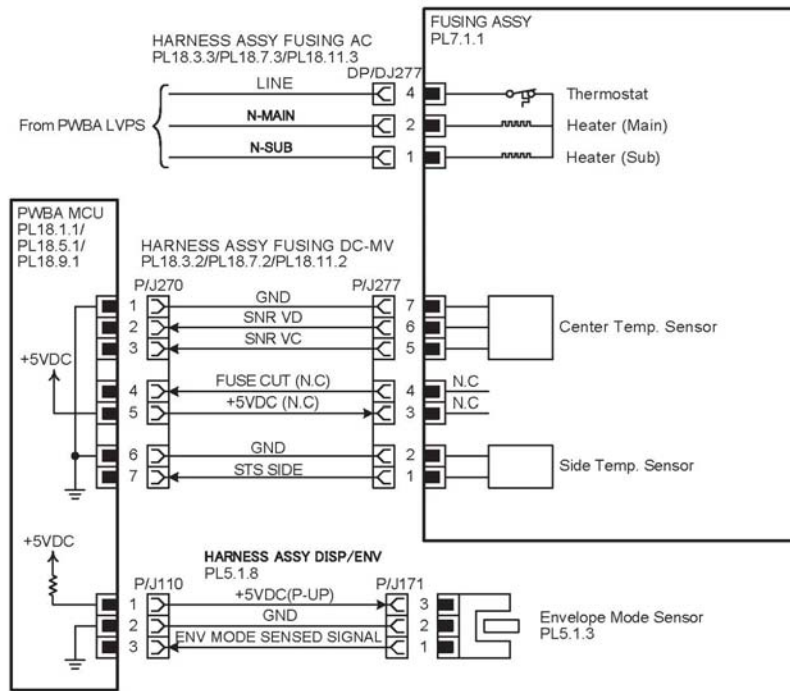 FUSING ASSY
PL7.1.1
HARNESS ASSY FUSING AC
PL18.3.3/PL18.7.3/PL18.11.3
DP/DJ277
LINE
4
Thermostat
From PWBA LVPS
N-MAIN
2
Heater (Main)
N-SUB
1
Heater (Sub)
PWBA MCU
PL18.1.1/
PL18.5.1/
PL18.9.1
HARNESS ASSY FUSING DC-MV
PL18.3.2/PL18.7.2/PL18.11.2
P/J270
P/J277
1
GND
7
2
SNR VD
6
Center Temp. Sensor
3
SNR VC
5
+5VDC
4
FUSE CUT (N.C)
4
N.C
5
+5VDC (N.C)
3
N.C
6
GND
2
Side Temp. Sensor
7
STS SIDE
1
+5VDC
HARNESS ASSY DISP/ENV
PL5.1.8
P/J110
P/J171
1
+5VDC(P-UP)
3
2
GND
2
Envelope Mode Sensor
PL5.1.3
3
ENV MODE SENSED SIGNAL
1